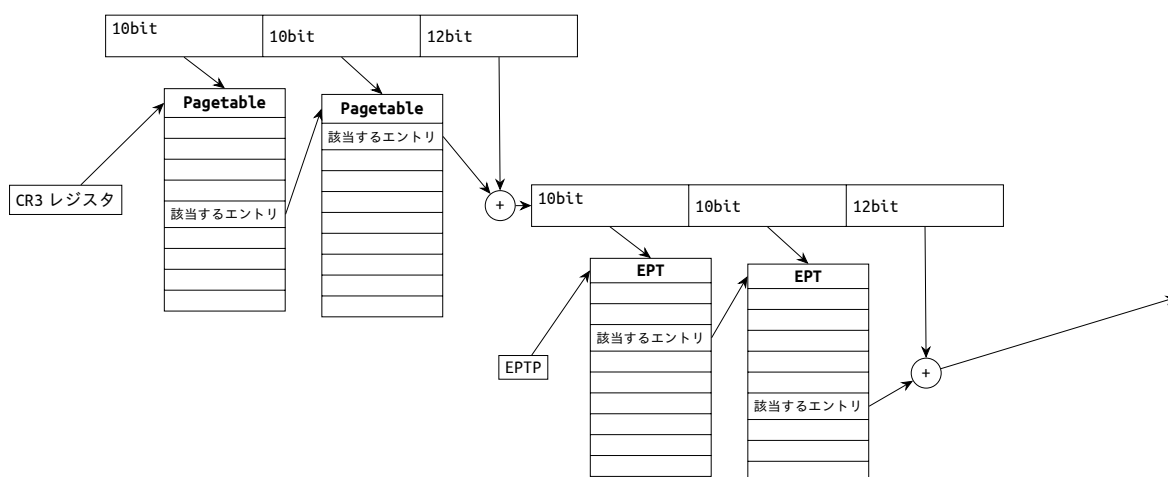 10bit
10bit
12bit
Pagetable
Pagetable
該当するエントリ
CR3 レジスタ
該当するエントリ
+
10bit
10bit
12bit
EPT
EPT
該当するエントリ
EPTP
+
該当するエントリ